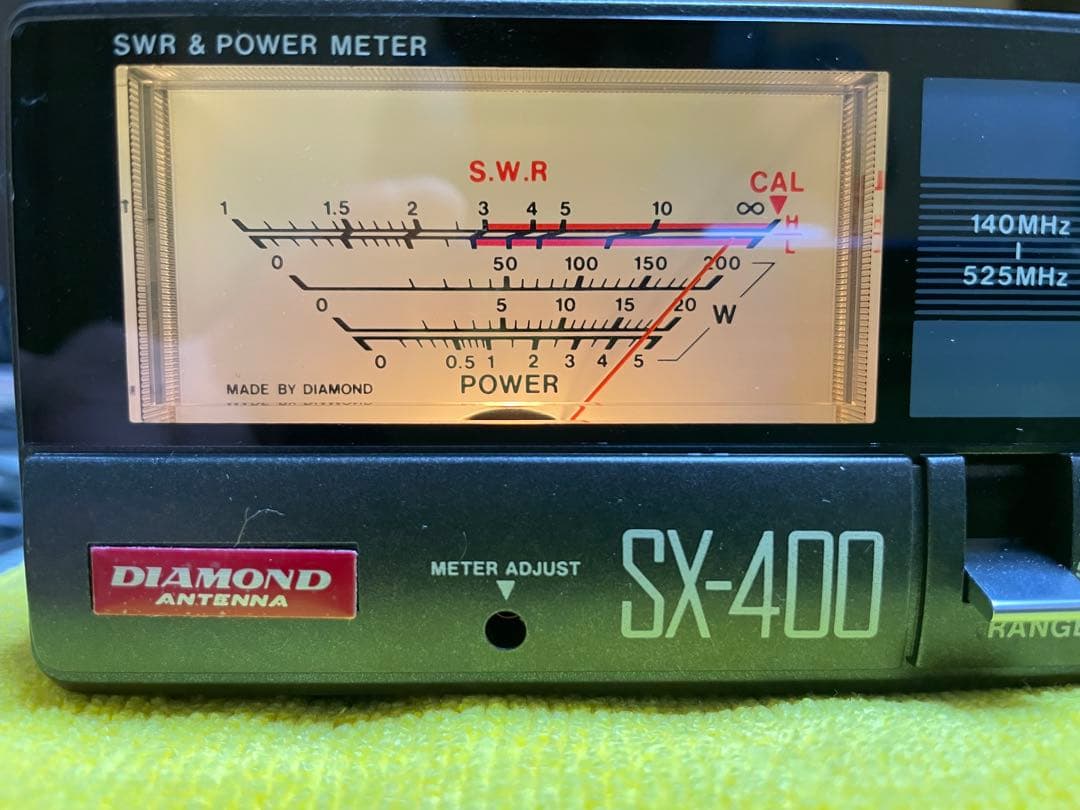 SWR & POWER METER
S.W.R
CAL
1 1.5 2 3 4 5 10 ∞
H
L
0 50 100 150 200
0 5 10 15 20
W
0 0.5 1 2 3 4 5
MADE BY DIAMOND
POWER
140MHz
525MHz
DIAMOND
ANTENNA
METER ADJUST
SX-400
RANGE